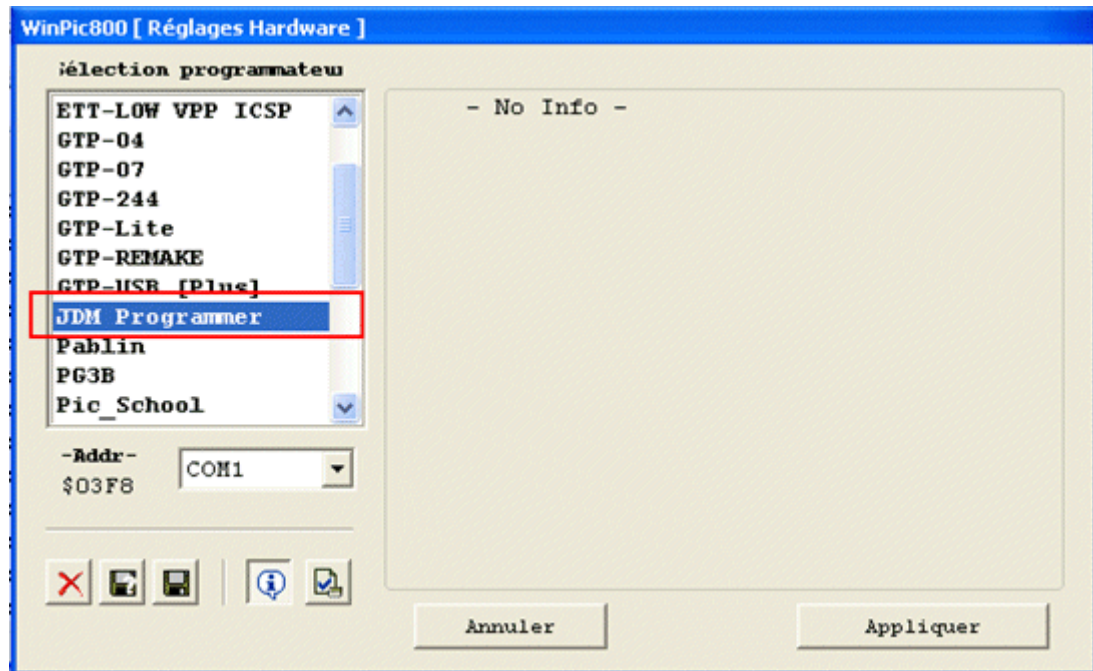 WinPic800 [ Réglages Hardware ]
sélection programmateu
ETT-LOW VPP ICSP
GTP-04
GTP-07
GTP-244
GTP-Lite
GTP-REMAKE
GTP-USB [Plus]
JDM Programmer
Pablin
PG3B
Pic_School
- No Info -
-Addr-
$03F8
COM1
Annuler
Appliquer